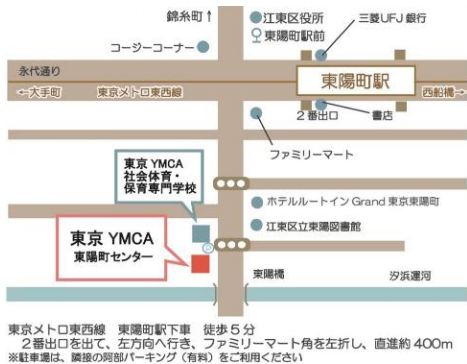 錦糸町↑
江東区役所
東陽町駅前
三菱UFJ銀行
コージーコーナー
永代通り
東陽町駅
←大手町
東京メトロ東西線
西船橋→
2番出口
書店
ファミリーマート
東京YMCA
社会体育・
保育専門学校
ホテルルートイン Grand 東京東陽町
江東区立東陽図書館
東京 YMCA
東陽町センター
東陽橋
汐浜運河
東京メトロ東西線 東陽町駅下車 徒歩5分
2番出口を出て、左方向へ行き、ファミリーマート角を左折し、直進約400m
※駐車場は、隣接の阿部パーキング（有料）をご利用ください